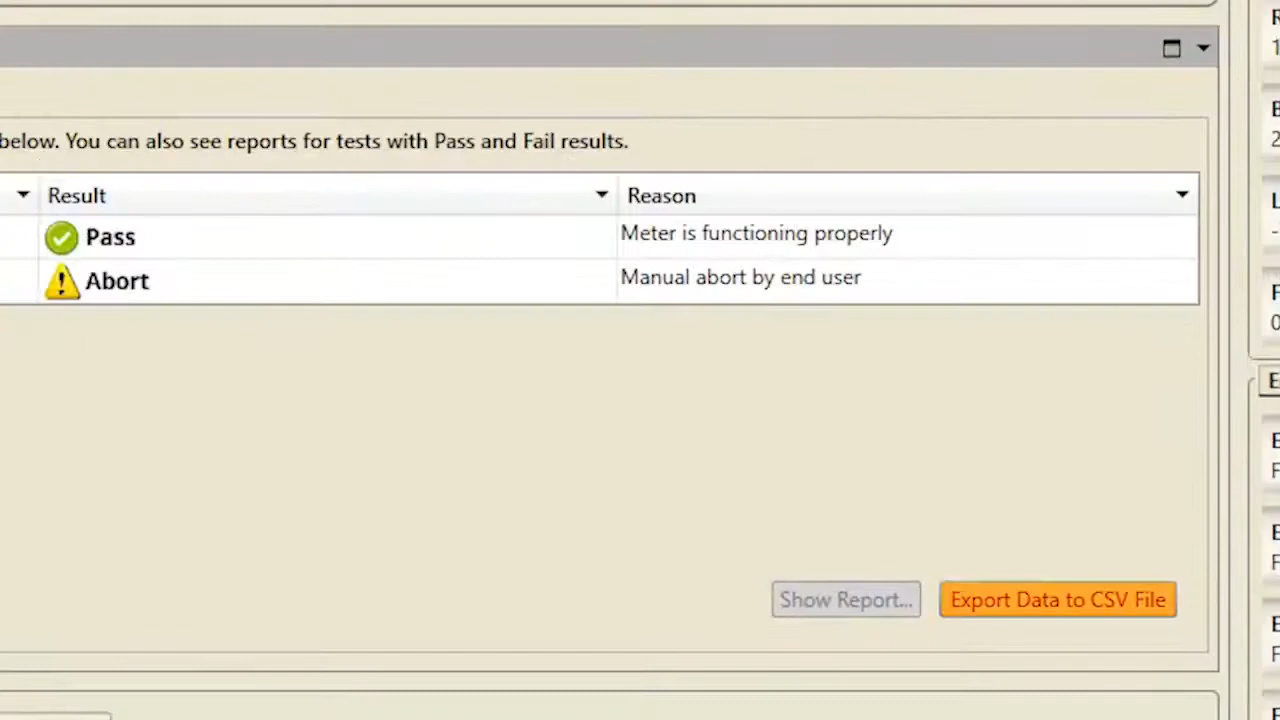 below. You can also see reports for tests with Pass and Fail results.
Result Reason
Pass Meter is functioning properly
Abort Manual abort by end user
Show Report... Export Data to CSV File